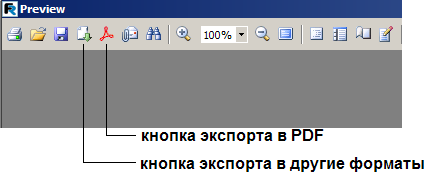 Preview
100%
кнопка экспорта в PDF
кнопка экспорта в другие форматы